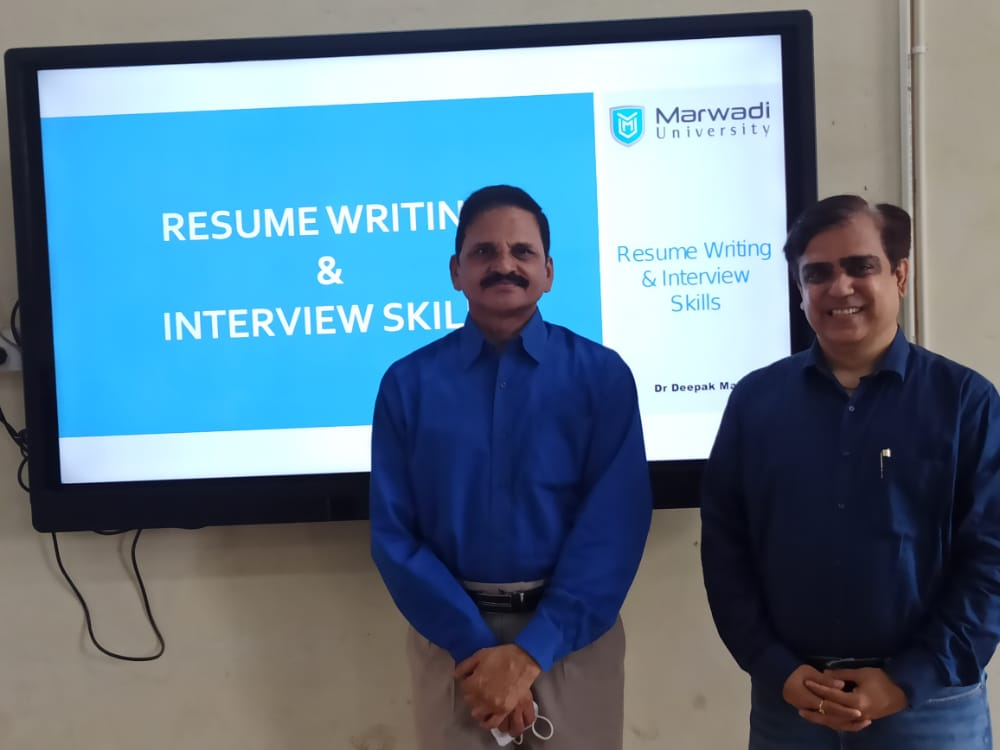 RESUME WRITIN
&
INTERVIEW SKIL
Marwadi
University
Resume Writing
& Interview
Skills
Dr Deepak Ma